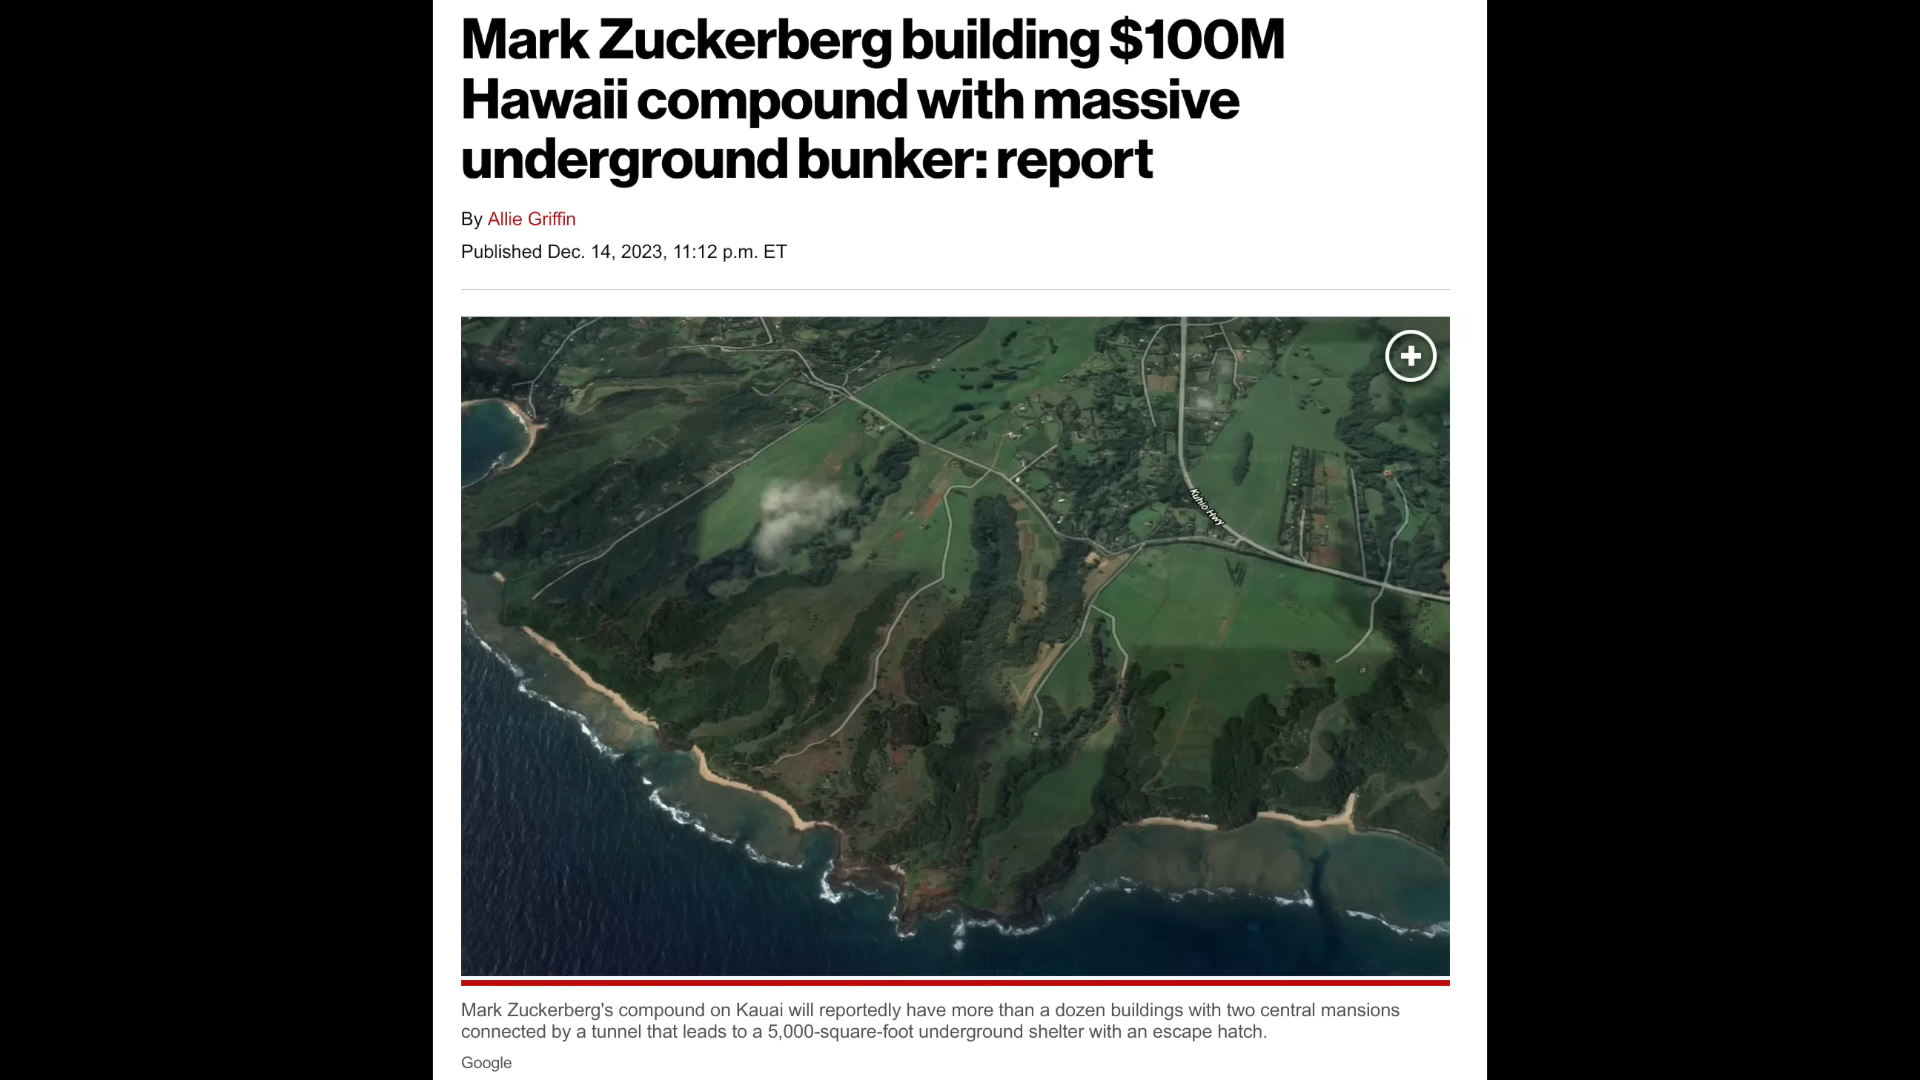 Mark Zuckerberg building $100M
Hawaii compound with massive
underground bunker: report
By Allie Griffin
Published Dec. 14, 2023, 11:12 p.m. ET
Kuhio Hwy
Mark Zuckerberg's compound on Kauai will reportedly have more than a dozen buildings with two central mansions
connected by a tunnel that leads to a 5,000-square-foot underground shelter with an escape hatch.
Google